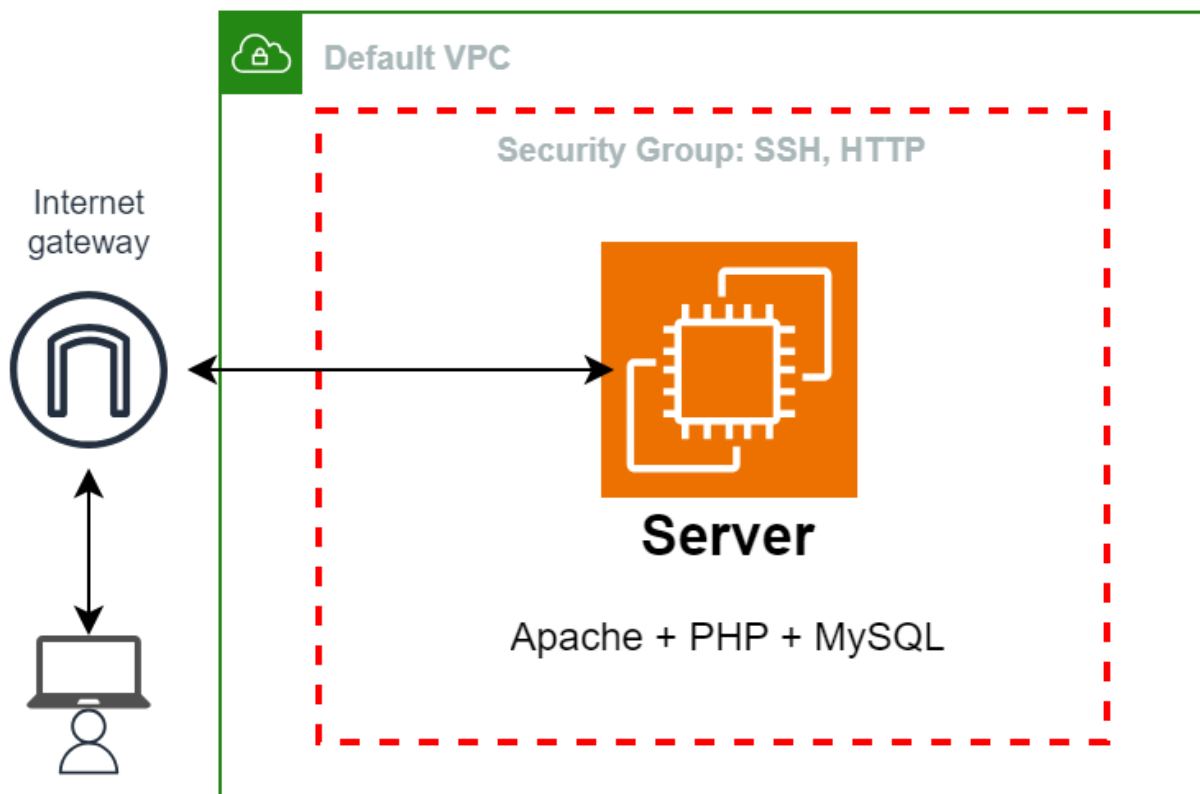 Default VPC
Security Group: SSH, HTTP
Internet
gateway
Server
Apache + PHP + MySQL